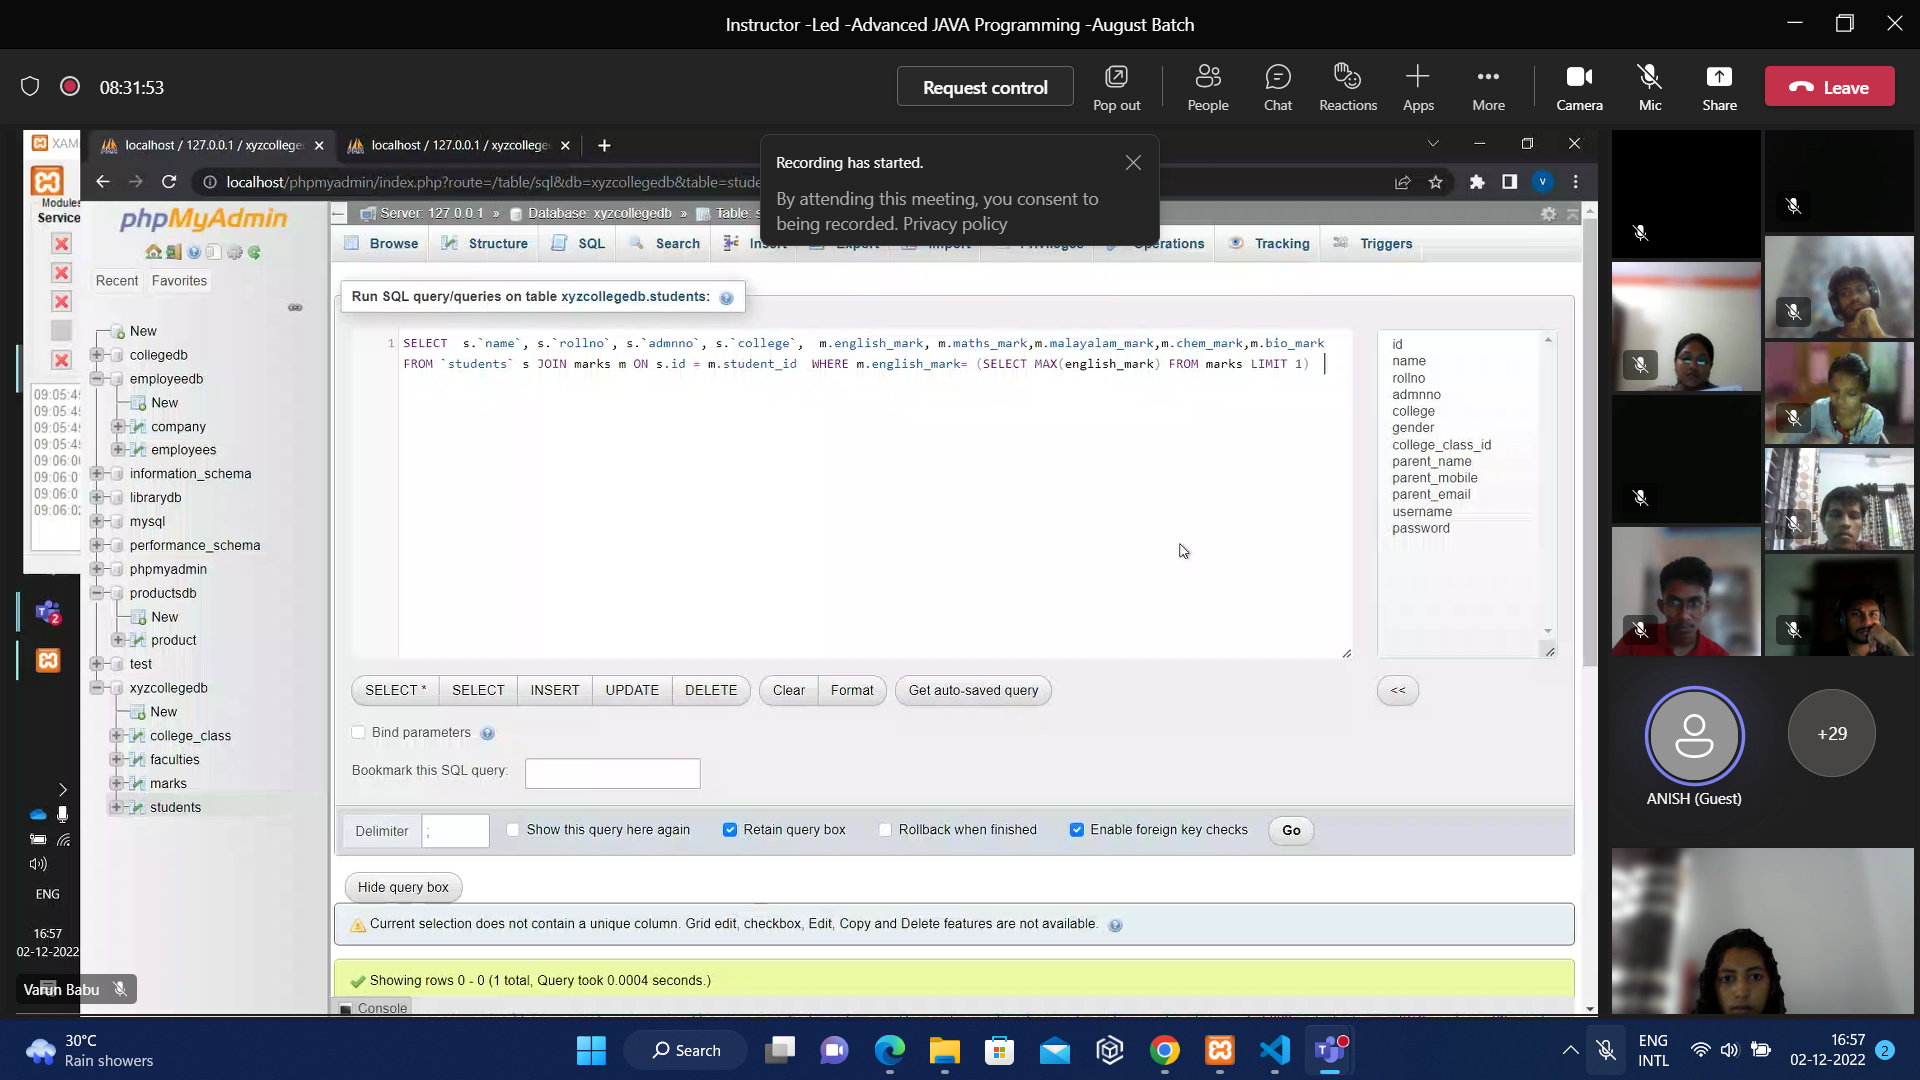 Instructor -Led -Advanced JAVA Programming -August Batch
08:31:53
Request control
Pop out
People
Chat
Reactions
Apps
More
Camera
Mic
Share
Leave
XAM
localhost / 127.0.0.1 / xyzcollege
localhost / 127.0.0.1 / xyzcollege
localhost/phpmyadmin/index.php?route=/table/sql&db=xyzcollegedb&table=stude
V
Recording has started.
By attending this meeting, you consent to
being recorded. Privacy policy
Modules
Service
09:05:4
09:05:4
09:05:4
09:05:4
09:06:0
09:06:0
09:06:0
09:06:0
phpMyAdmin
Recent
Favorites
New
collegedb
employeedb
New
company
employees
information_schema
librarydb
mysql
performance_schema
phpmyadmin
productsdb
New
product
test
xyzcollegedb
New
college_class
faculties
marks
students
Server: 127.0.0.1 » Database: xyzcollegedb » Table: s
Browse
Structure
SQL
Search
Insert
Export
Import
Privileges
Operations
Tracking
Triggers
Run SQL query/queries on table xyzcollegedb.students:
1 SELECT s.`name`, s.`rollno`, s.`admnno`, s.`college`, m.english_mark, m.maths_mark,m.malayalam_mark,m.chem_mark,m.bio_mark
FROM `students` s JOIN marks m ON s.id = m.student_id WHERE m.english_mark= (SELECT MAX(english_mark) FROM marks LIMIT 1)
id
name
rollno
admnno
college
gender
college_class_id
parent_name
parent_mobile
parent_email
username
password
SELECT *
SELECT
INSERT
UPDATE
DELETE
Clear
Format
Get auto-saved query
<<
Bind parameters
Bookmark this SQL query:
Delimiter
;
Show this query here again
Retain query box
Rollback when finished
Enable foreign key checks
Go
Hide query box
Current selection does not contain a unique column. Grid edit, checkbox, Edit, Copy and Delete features are not available.
Showing rows 0 - 0 (1 total, Query took 0.0004 seconds.)
Console
2
ENG
16:57
02-12-2022
Varun Babu
+29
ANISH (Guest)
30°C
Rain showers
Search
ENG
INTL
16:57
02-12-2022
2